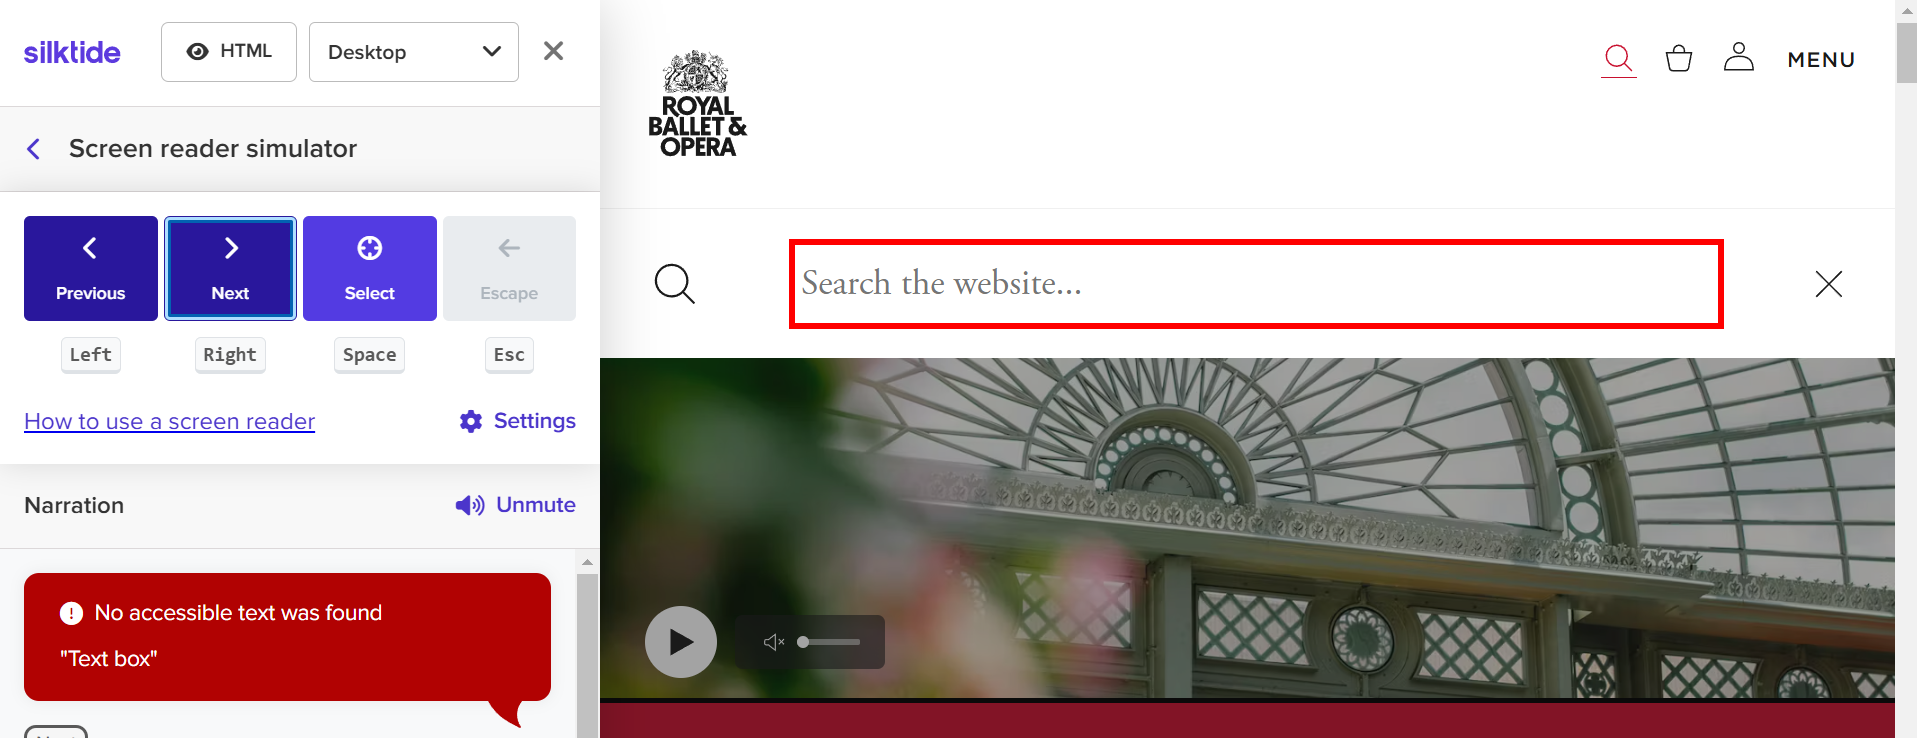 silktide
HTML
Desktop
Screen reader simulator
Previous
Next
Select
Escape
Left
Right
Space
Esc
How to use a screen reader
Settings
Narration
Unmute
No accessible text was found
"Text box"
ROYAL
BALLET &
OPERA
MENU
Search the website...